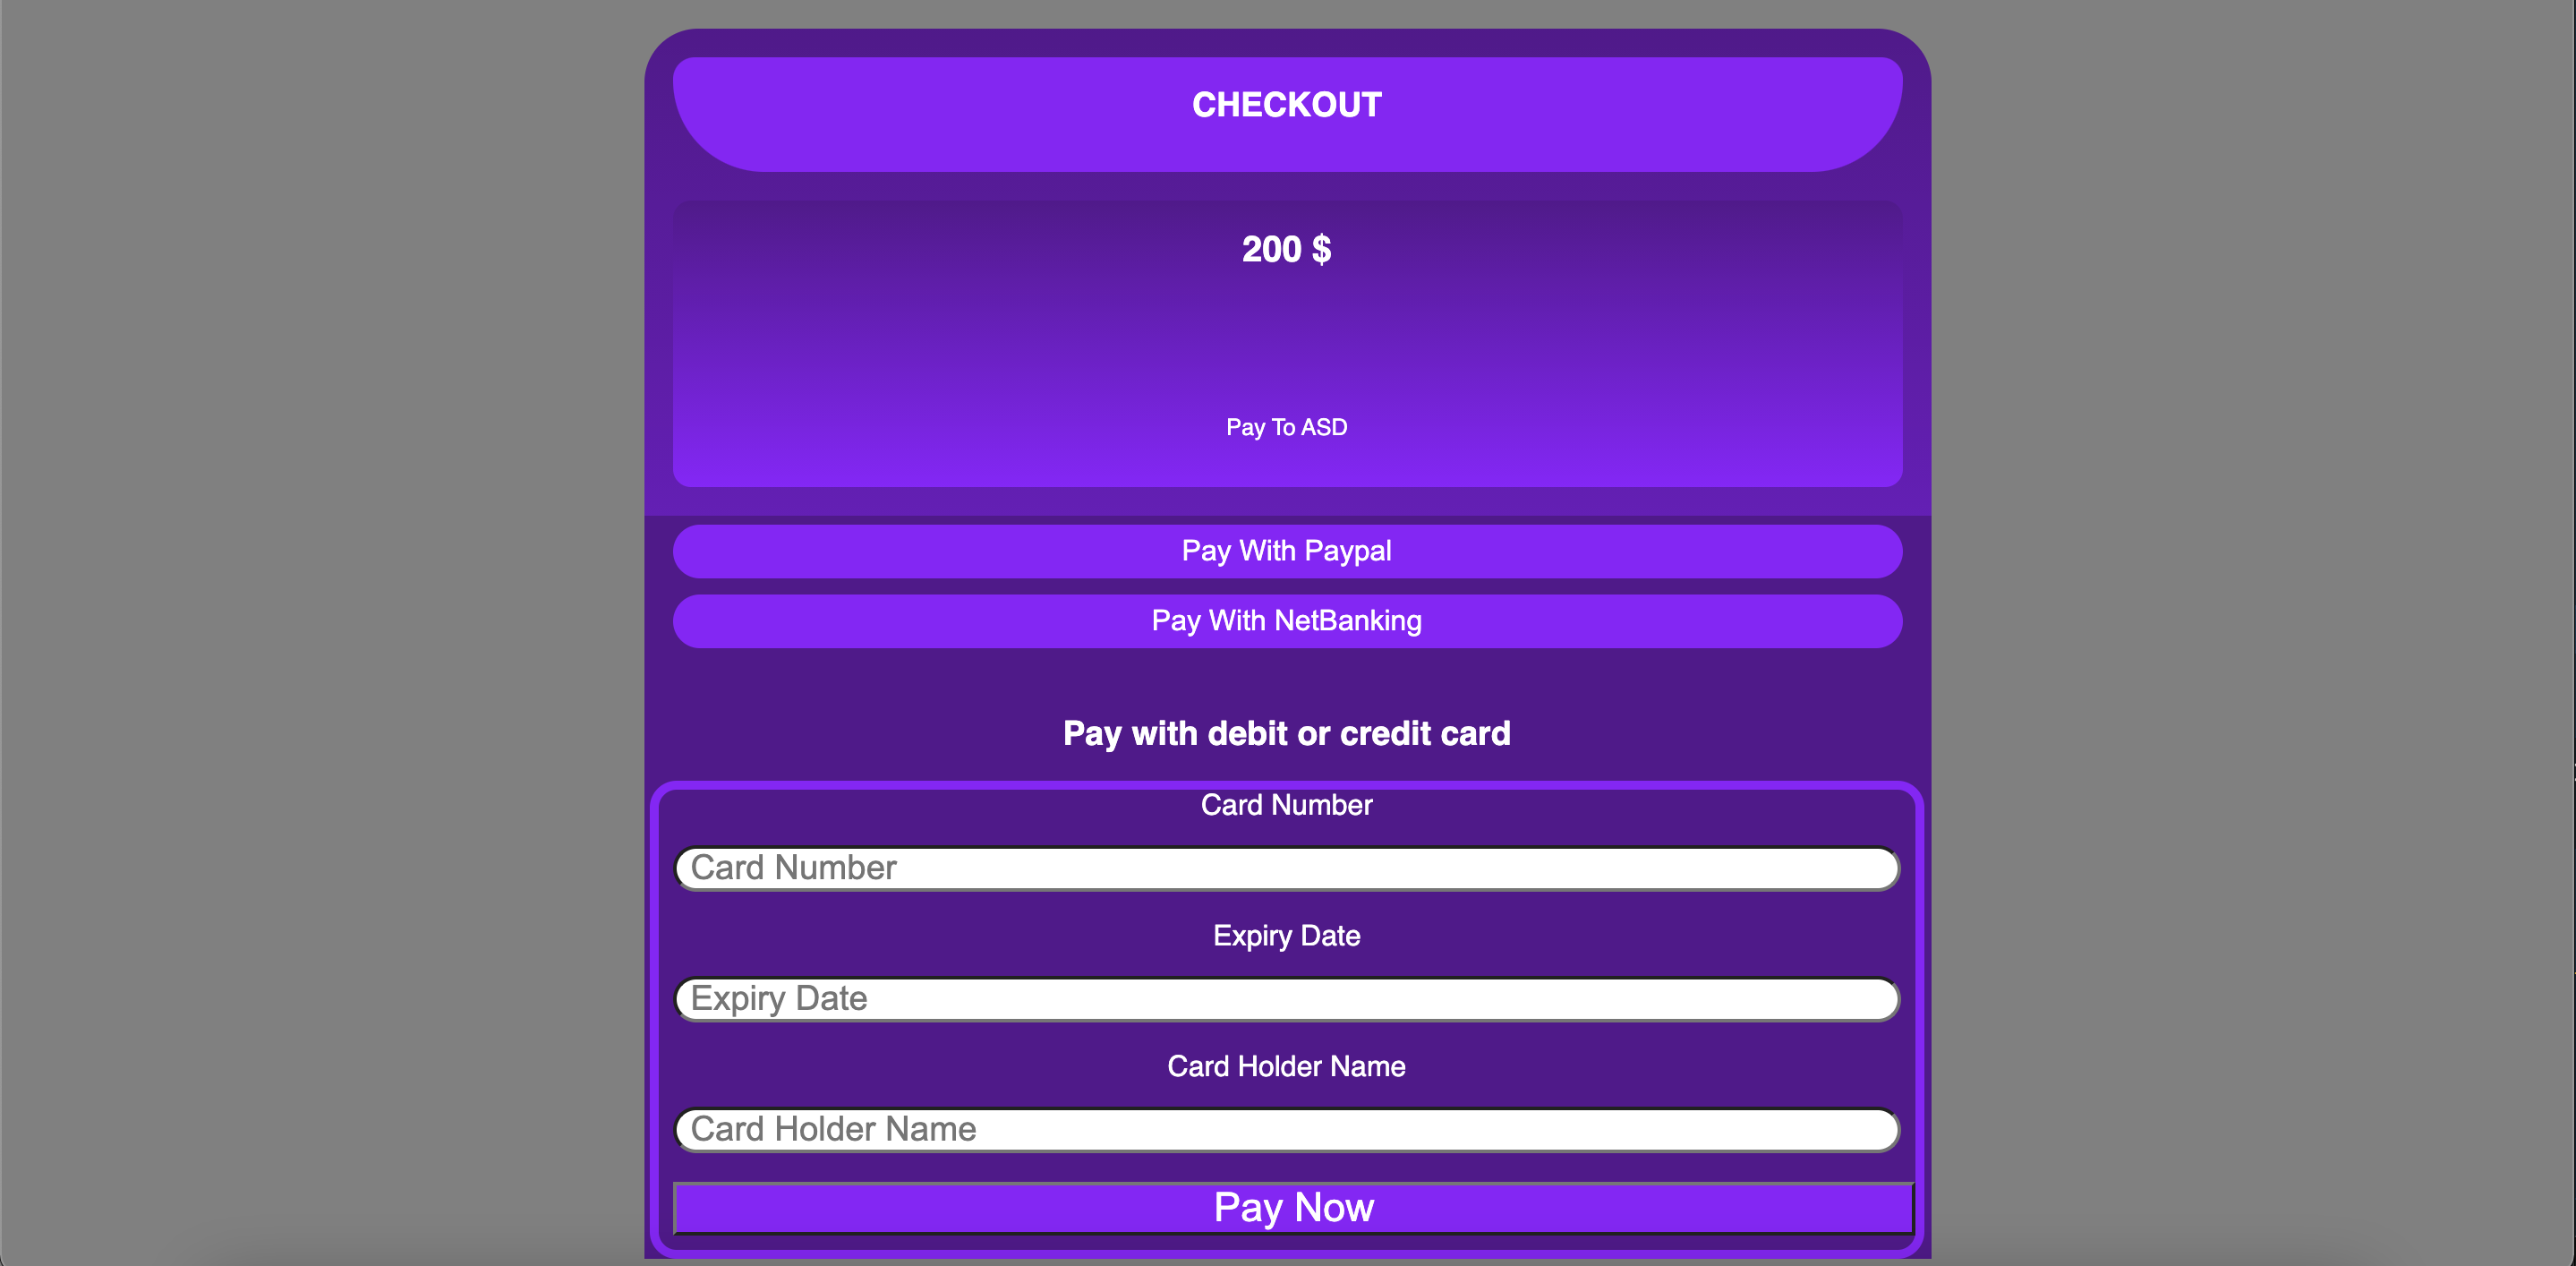 CHECKOUT
200 $
Pay To ASD
Pay With Paypal
Pay With NetBanking
Pay with debit or credit card
Card Number
Card Number
Expiry Date
Expiry Date
Card Holder Name
Card Holder Name
Pay Now